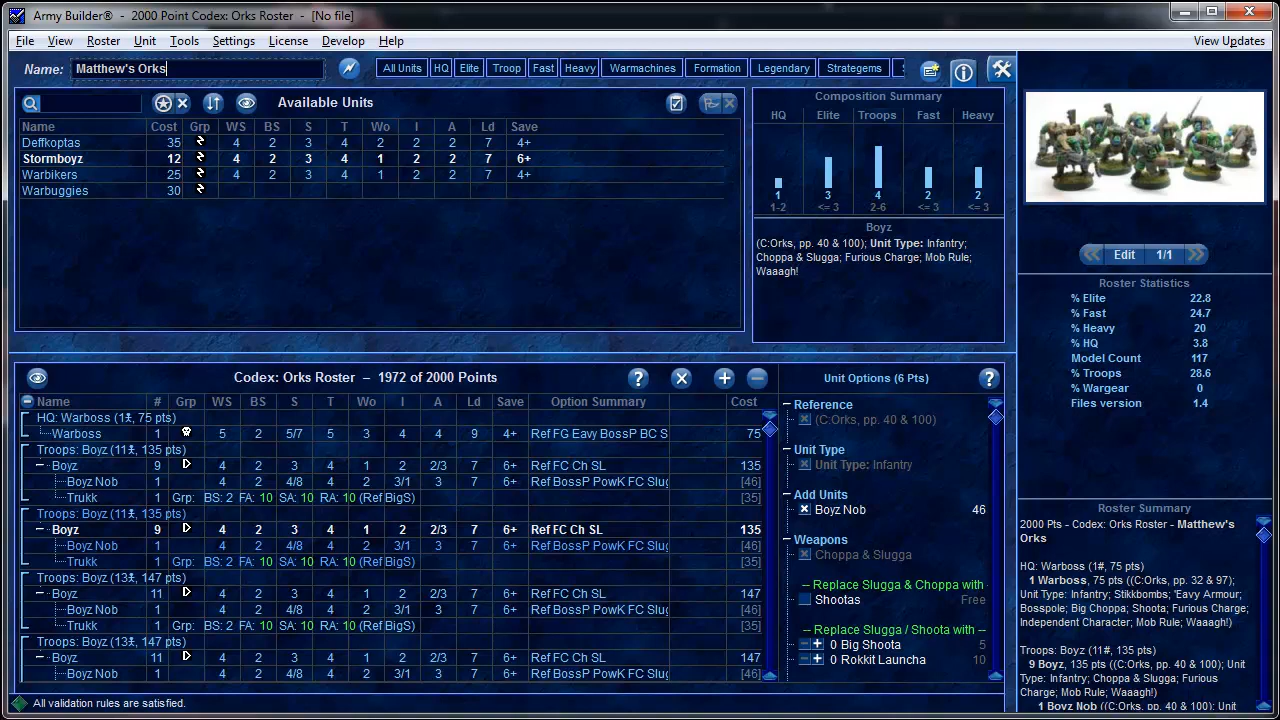 Army Builder® - 2000 Point Codex: Orks Roster - [No file]
File View Roster Unit Tools Settings License Develop Help View Updates
Name: Matthew's Orks
All Units HQ Elite Troop Fast Heavy Warmachines Formation Legendary Strategems
Available Units
Name Cost Grp WS BS S T Wo I A Ld Save
Deffkoptas 35 4 2 3 4 2 2 2 7 4+
Stormboyz 12 4 2 3 4 1 2 2 7 6+
Warbikers 25 4 2 3 4 1 2 2 7 4+
Warbuggies 30
Composition Summary
HQ Elite Troops Fast Heavy
1 3 4 2 2
1-2 <= 3 2-6 <= 3 <= 3
Boyz
(C:Orks, pp. 40 & 100); Unit Type: Infantry;
Choppa & Slugga; Furious Charge; Mob Rule;
Waaagh!
Edit 1/1
Roster Statistics
% Elite 22.8
% Fast 24.7
% Heavy 20
% HQ 3.8
Model Count 117
% Troops 28.6
% Wargear 0
Files version 1.4
Codex: Orks Roster – 1972 of 2000 Points
Name # Grp WS BS S T Wo I A Ld Save Option Summary Cost
HQ: Warboss (1, 75 pts)
Warboss 1 5 2 5/7 5 3 4 4 9 4+ Ref FG Eavy BossP BC S 75
Troops: Boyz (11, 135 pts)
Boyz 9 4 2 3 4 1 2 2/3 7 6+ Ref FC Ch SL 135
Boyz Nob 1 4 2 4/8 4 2 3/1 3 7 6+ Ref BossP PowK FC Slug [46]
Trukk 1 Grp: BS: 2 FA: 10 SA: 10 RA: 10 (Ref BigS) [35]
Troops: Boyz (11, 135 pts)
Boyz 9 4 2 3 4 1 2 2/3 7 6+ Ref FC Ch SL 135
Boyz Nob 1 4 2 4/8 4 2 3/1 3 7 6+ Ref BossP PowK FC Slug [46]
Trukk 1 Grp: BS: 2 FA: 10 SA: 10 RA: 10 (Ref BigS) [35]
Troops: Boyz (13, 147 pts)
Boyz 11 4 2 3 4 1 2 2/3 7 6+ Ref FC Ch SL 147
Boyz Nob 1 4 2 4/8 4 2 3/1 3 7 6+ Ref BossP PowK FC Slug [46]
Trukk 1 Grp: BS: 2 FA: 10 SA: 10 RA: 10 (Ref BigS) [35]
Troops: Boyz (13, 147 pts)
Boyz 11 4 2 3 4 1 2 2/3 7 6+ Ref FC Ch SL 147
Boyz Nob 1 4 2 4/8 4 2 3/1 3 7 6+ Ref BossP PowK FC Slug [46]
Unit Options (6 Pts)
Reference
(C:Orks, pp. 40 & 100)
Unit Type
Unit Type: Infantry
Add Units
Boyz Nob 46
Weapons
Choppa & Slugga
-- Replace Slugga & Choppa with -
Shootas Free
-- Replace Slugga / Shoota with --
0 Big Shoota 5
0 Rokkit Launcha 10
Roster Summary
2000 Pts - Codex: Orks Roster - Matthew's
Orks
HQ: Warboss (1#, 75 pts)
1 Warboss, 75 pts ((C:Orks, pp. 32 & 97);
Unit Type: Infantry; Stikkbombs; 'Eavy Armour;
Bosspole; Big Choppa; Shoota; Furious Charge;
Independent Character; Mob Rule; Waaagh!)
Troops: Boyz (11#, 135 pts)
9 Boyz, 135 pts ((C:Orks, pp. 40 & 100); Unit
Type: Infantry; Choppa & Slugga; Furious
Charge; Mob Rule; Waaagh!)
1 Boyz Nob ((C:Orks, pp. 40 & 100); Unit
All validation rules are satisfied.